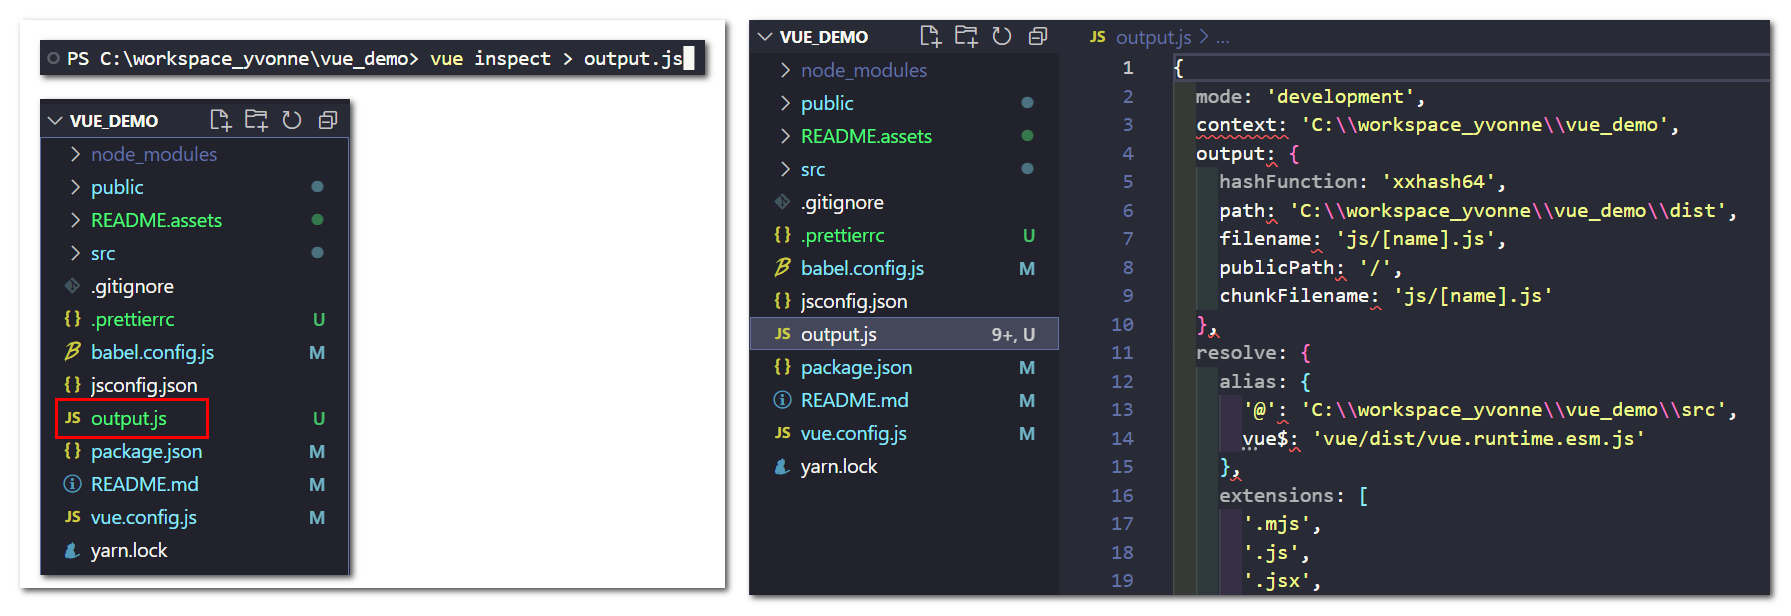 PS C:\workspace_yvonne\vue_demo> vue inspect > output.js
VUE_DEMO
node_modules
public
README.assets
src
.gitignore
{} .prettierrc U
babel.config.js M
{} jsconfig.json
JS output.js U
{} package.json M
README.md M
JS vue.config.js M
yarn.lock
VUE_DEMO
node_modules
public
README.assets
src
.gitignore
{} .prettierrc U
babel.config.js M
{} jsconfig.json
JS output.js 9+, U
{} package.json M
README.md M
JS vue.config.js M
yarn.lock
JS output.js > ...
1 {
2 mode: 'development',
3 context: 'C:\\workspace_yvonne\\vue_demo',
4 output: {
5 hashFunction: 'xxhash64',
6 path: 'C:\\workspace_yvonne\\vue_demo\\dist',
7 filename: 'js/[name].js',
8 publicPath: '/',
9 chunkFilename: 'js/[name].js'
10 },
11 resolve: {
12 alias: {
13 '@': 'C:\\workspace_yvonne\\vue_demo\\src',
14 vue$: 'vue/dist/vue.runtime.esm.js'
15 },
16 extensions: [
17 '.mjs',
18 '.js',
19 '.jsx',